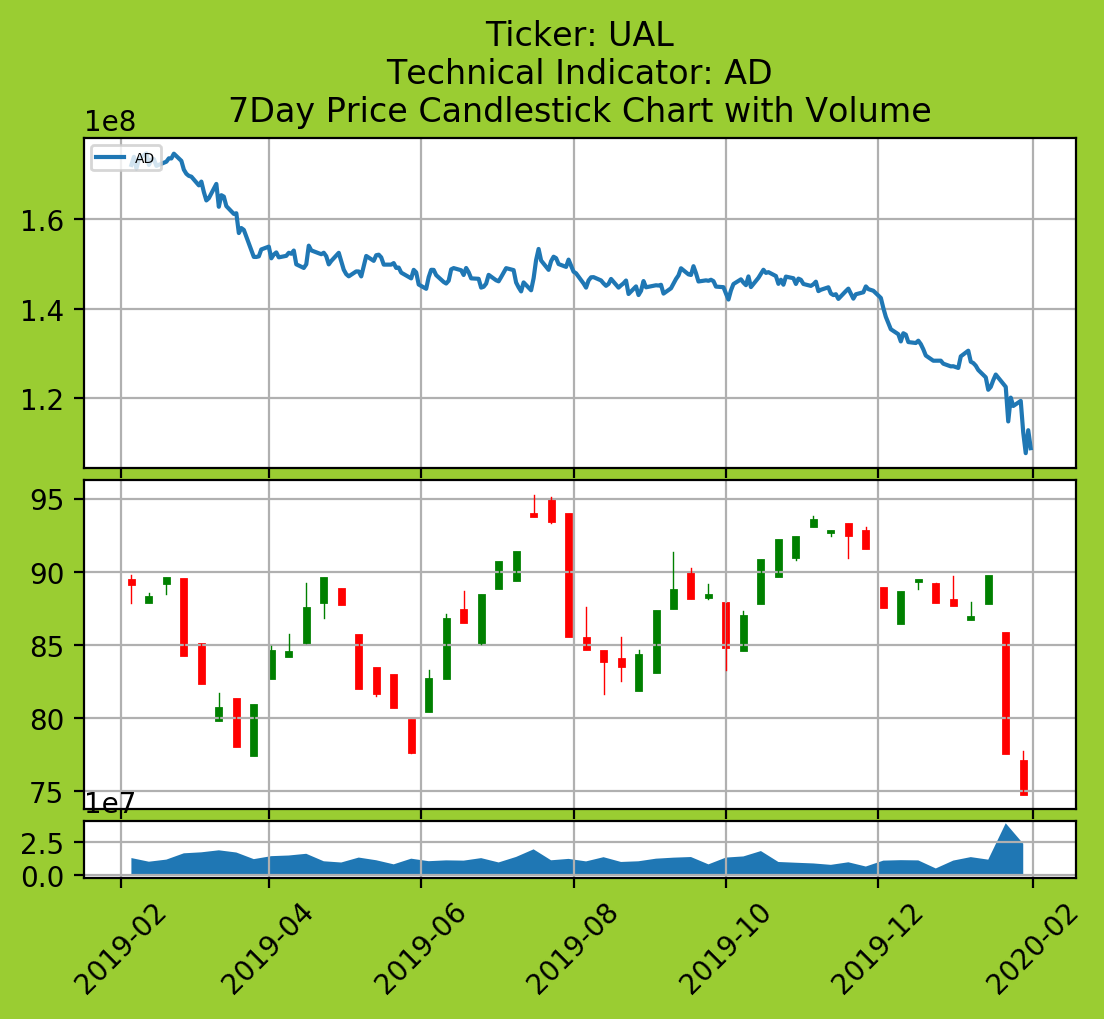 Ticker: UAL
Technical Indicator: AD
7Day Price Candlestick Chart with Volume
1e8
AD
1.6
1.4
1.2
95
90
85
80
75
1e7
2.5
0.0
2019-02
2019-04
2019-06
2019-08
2019-10
2019-12
2020-02